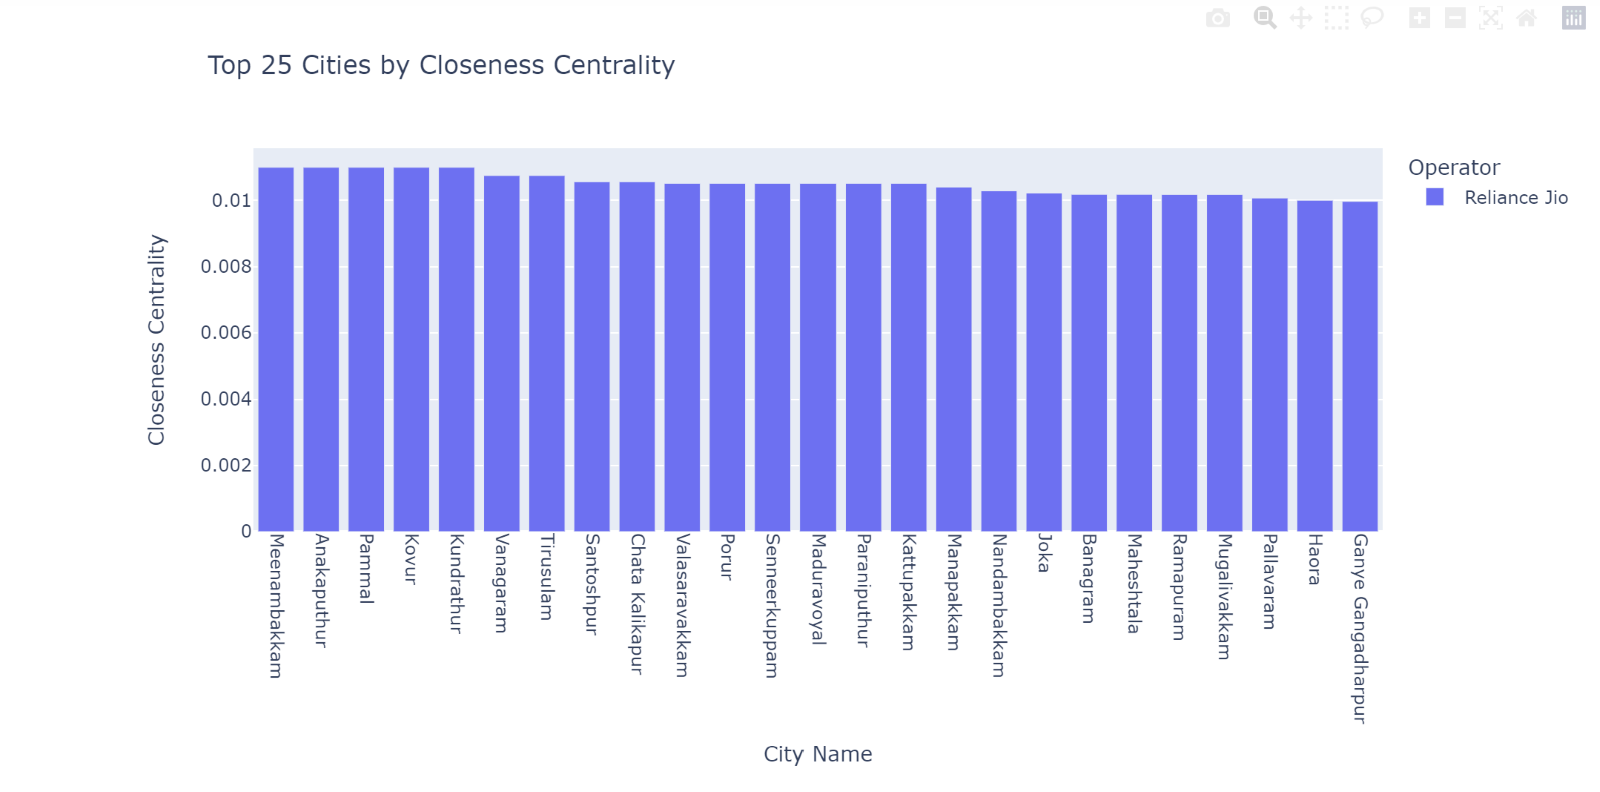 Top 25 Cities by Closeness Centrality
Operator
Reliance Jio
Closeness Centrality
0.01
0.008
0.006
0.004
0.002
0
Meenambakkam
Anakaputhur
Pammal
Kovur
Kundrathur
Vanagaram
Tirusulam
Santoshpur
Chata Kalikapur
Valasaravakkam
Porur
Senneerkuppam
Maduravoyal
Paraniputhur
Kattupakkam
Manapakkam
Nandambakkam
Joka
Banagram
Maheshtala
Ramapuram
Mugalivakkam
Pallavaram
Haora
Ganye Gangadharpur
City Name